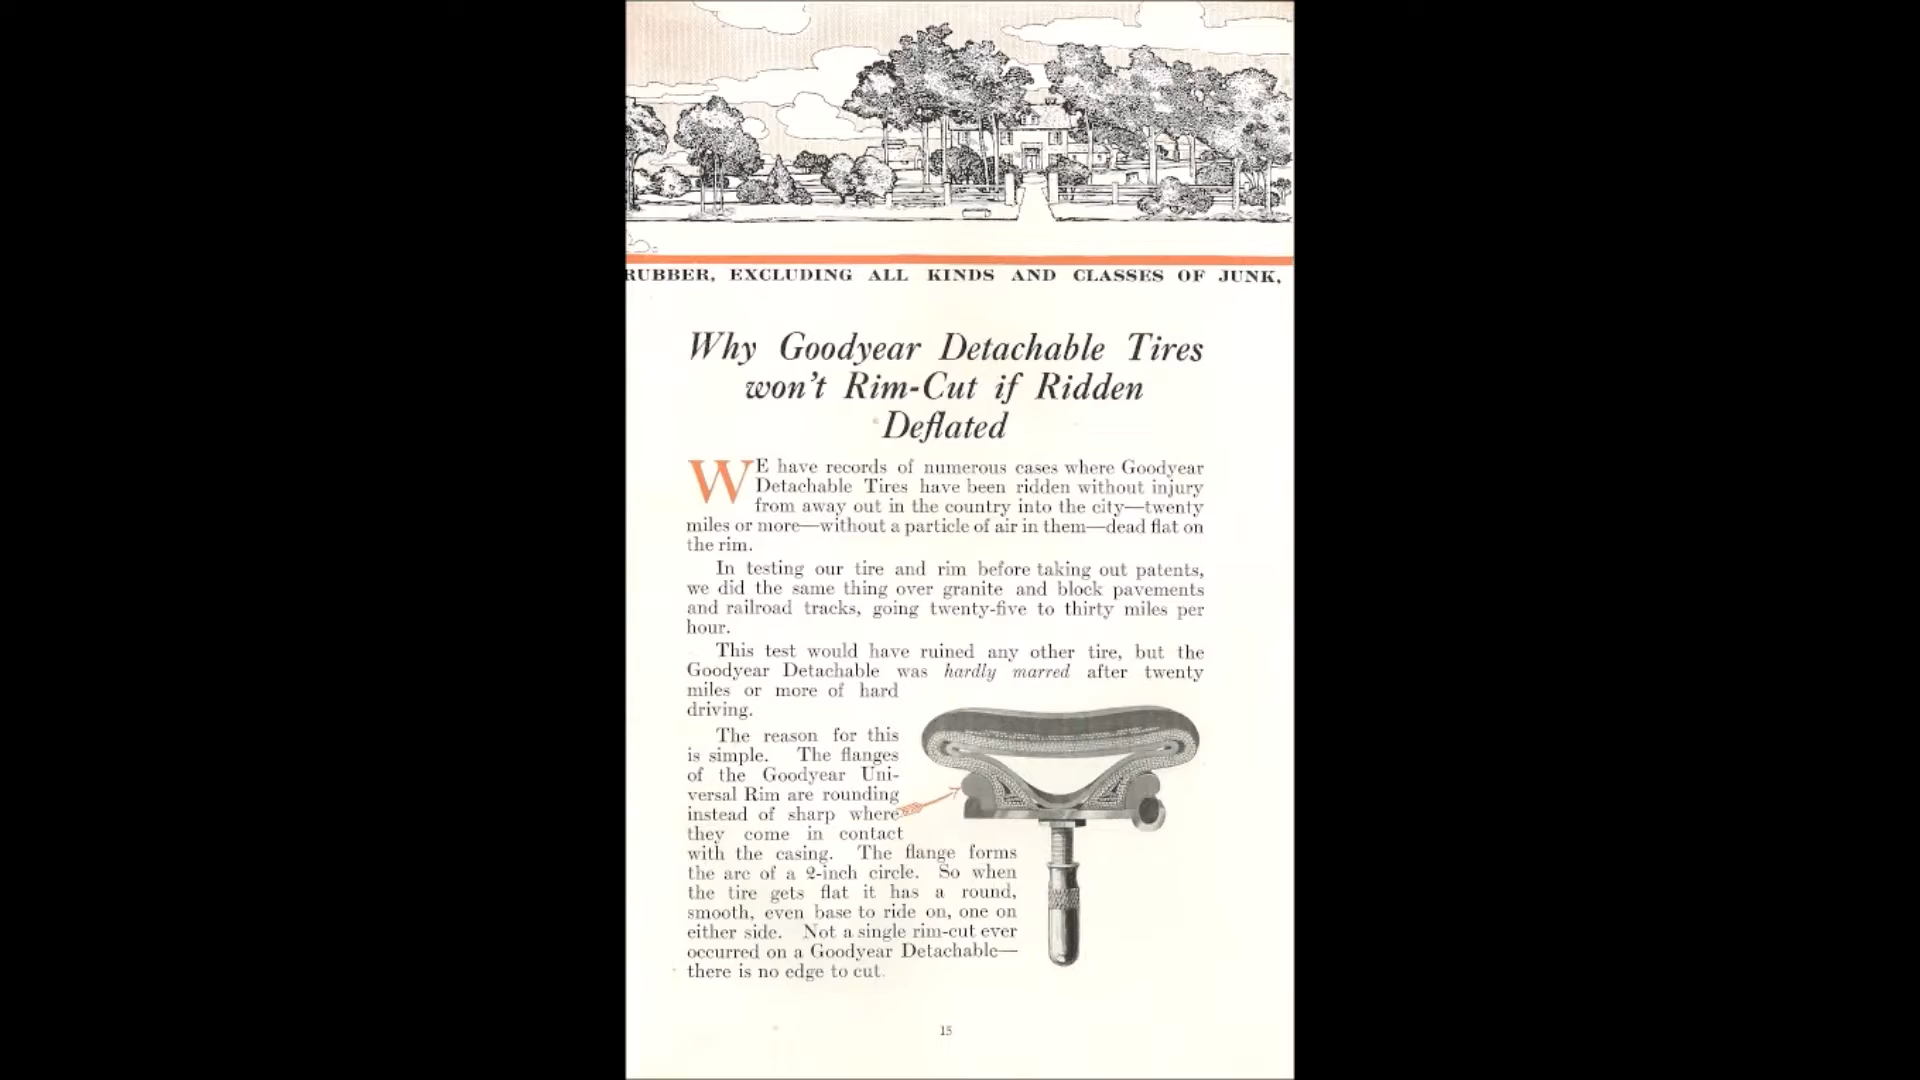 RUBBER, EXCLUDING ALL KINDS AND CLASSES OF JUNK,
Why Goodyear Detachable Tires
won't Rim-Cut if Ridden
Deflated
WE have records of numerous cases where Goodyear
Detachable Tires have been ridden without injury
from away out in the country into the city—twenty
miles or more—without a particle of air in them—dead flat on
the rim.
In testing our tire and rim before taking out patents,
we did the same thing over granite and block pavements
and railroad tracks, going twenty-five to thirty miles per
hour.
This test would have ruined any other tire, but the
Goodyear Detachable was hardly marred after twenty
miles or more of hard
driving.
The reason for this
is simple. The flanges
of the Goodyear Uni-
versal Rim are rounding
instead of sharp where
they come in contact
with the casing. The flange forms
the arc of a 2-inch circle. So when
the tire gets flat it has a round,
smooth, even base to ride on, one on
either side. Not a single rim-cut ever
occurred on a Goodyear Detachable—
there is no edge to cut.
15